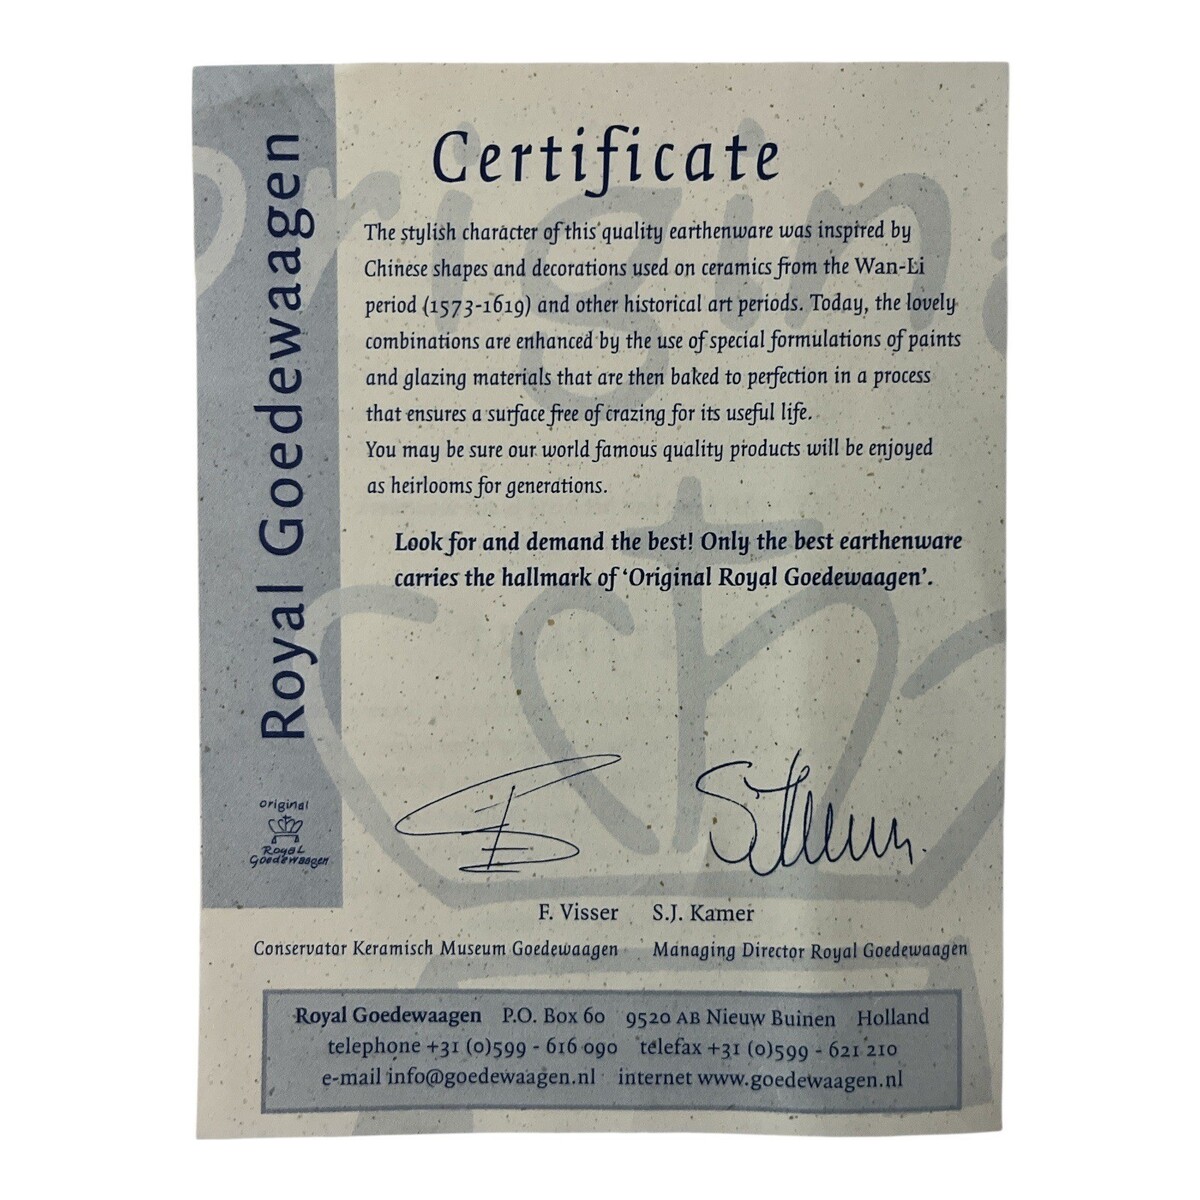 Royal Goedewaagen
Certificate
The stylish character of this quality earthenware was inspired by
Chinese shapes and decorations used on ceramics from the Wan-Li
period (1573-1619) and other historical art periods. Today, the lovely
combinations are enhanced by the use of special formulations of paints
and glazing materials that are then baked to perfection in a process
that ensures a surface free of crazing for its useful life.
You may be sure our world famous quality products will be enjoyed
as heirlooms for generations.
Look for and demand the best! Only the best earthenware
carries the hallmark of ‘Original Royal Goedewaagen’.
original
Royal
Goedewaagen
F. Visser S.J. Kamer
Conservator Keramisch Museum Goedewaagen Managing Director Royal Goedewaagen
Royal Goedewaagen P.O. Box 60 9520 AB Nieuw Buinen Holland
telephone +31 (0)599 - 616 090 telefax +31 (0)599 - 621 210
e-mail info@goedewaagen.nl internet www.goedewaagen.nl